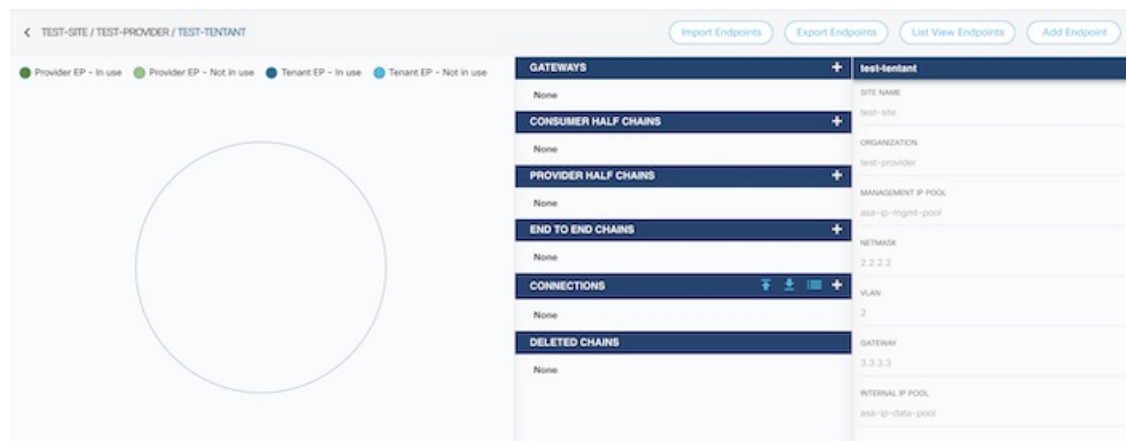 TEST-SITE / TEST-PROVIDER / TEST-TENTANT
Import Endpoints
Export Endpoints
List View Endpoints
Add Endpoint
Provider EP - In use
Provider EP - Not in use
Tenant EP - In use
Tenant EP - Not in use
GATEWAYS
None
CONSUMER HALF CHAINS
None
PROVIDER HALF CHAINS
None
END TO END CHAINS
None
CONNECTIONS
None
DELETED CHAINS
None
test-tentant
SITE NAME
test-site
ORGANIZATION
test-provider
MANAGEMENT IP POOL
asa-ip-mgmt-pool
NETMASK
2.2.2.2
VLAN
2
GATEWAY
3.3.3.3
INTERNAL IP POOL
asa-ip-data-pool